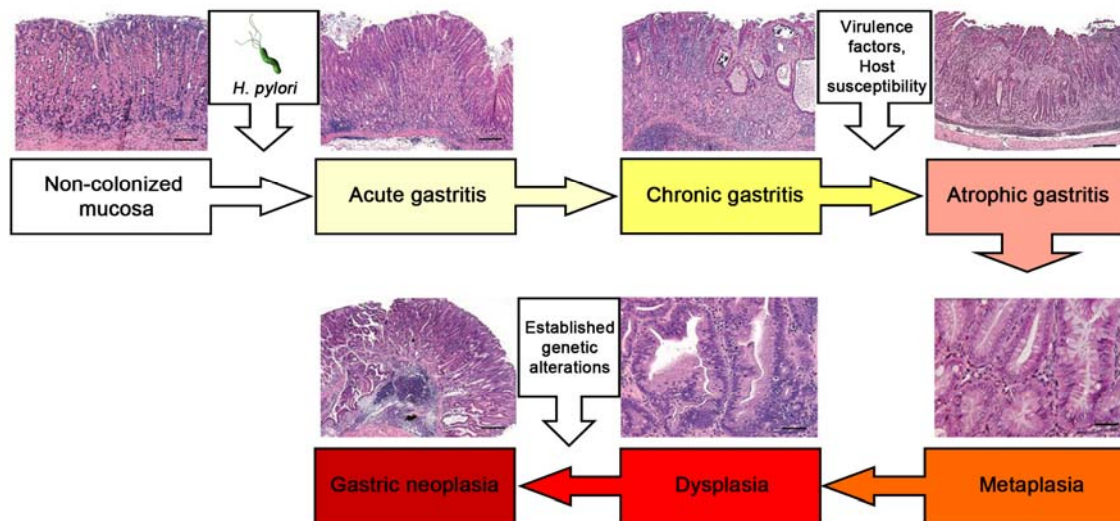 H. pylori
Virulence factors,
Host
susceptibility
Non-colonized
mucosa
Acute gastritis
Chronic gastritis
Atrophic gastritis
Established
genetic
alterations
Gastric neoplasia
Dysplasia
Metaplasia